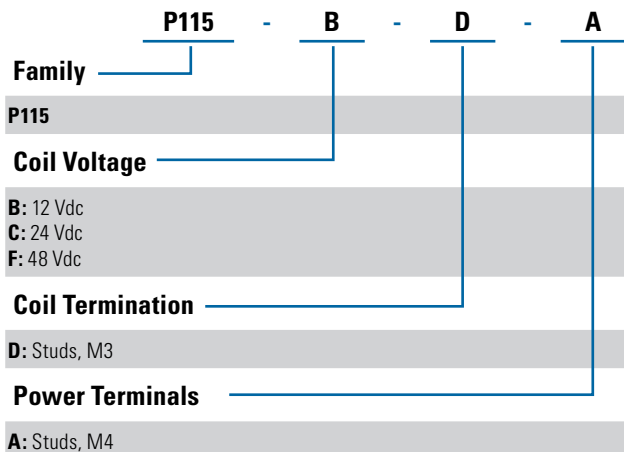 P115 - B - D - A
Family
P115
Coil Voltage
B: 12 Vdc
C: 24 Vdc
F: 48 Vdc
Coil Termination
D: Studs, M3
Power Terminals
A: Studs, M4